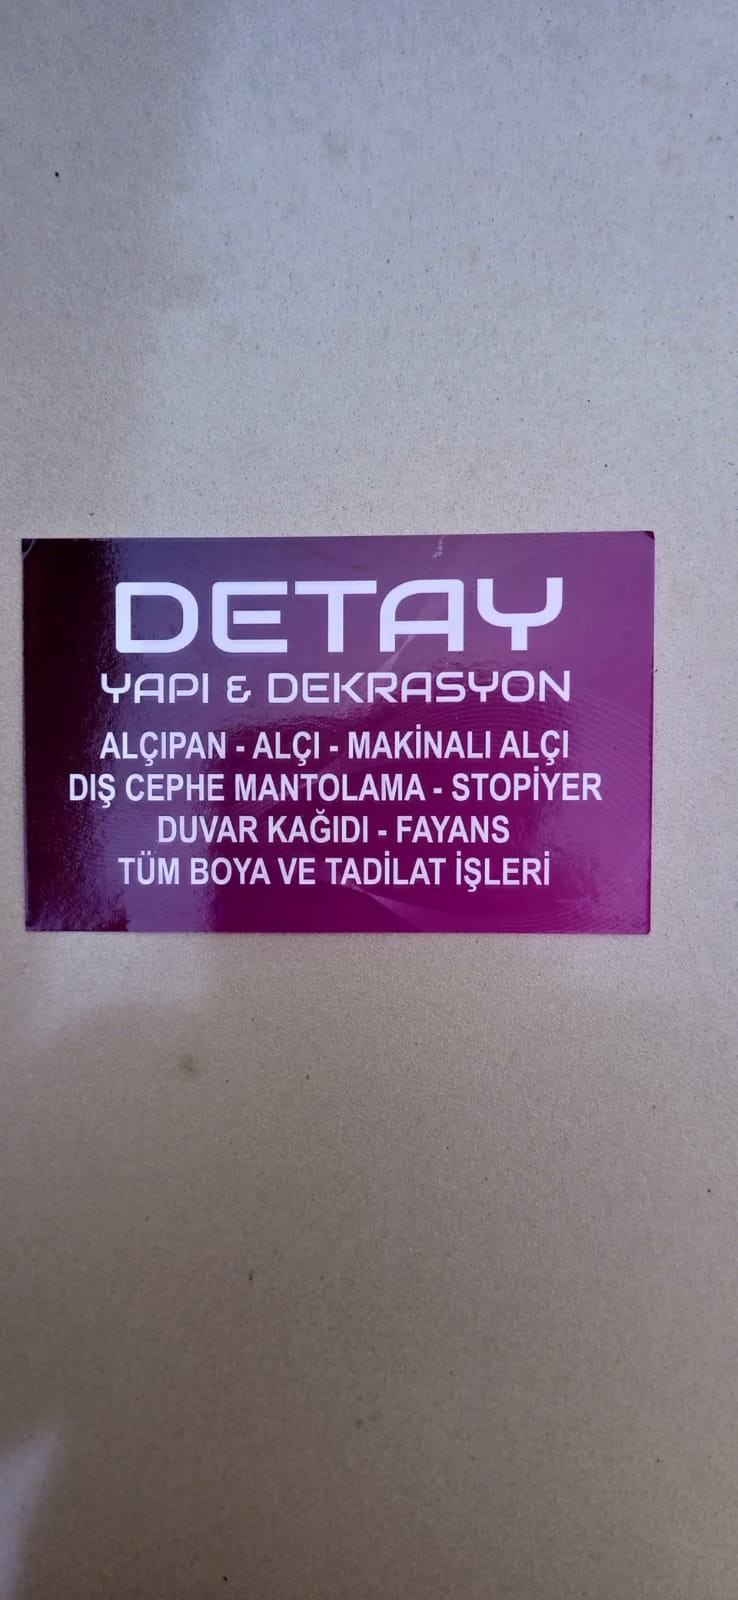 DETAY
YAPI & DEKRASYON
ALÇIPAN - ALÇI - MAKİNALI ALÇI
DIŞ CEPHE MANTOLAMA - STOPİYER
DUVAR KAĞIDI - FAYANS
TÜM BOYA VE TADİLAT İŞLERİ